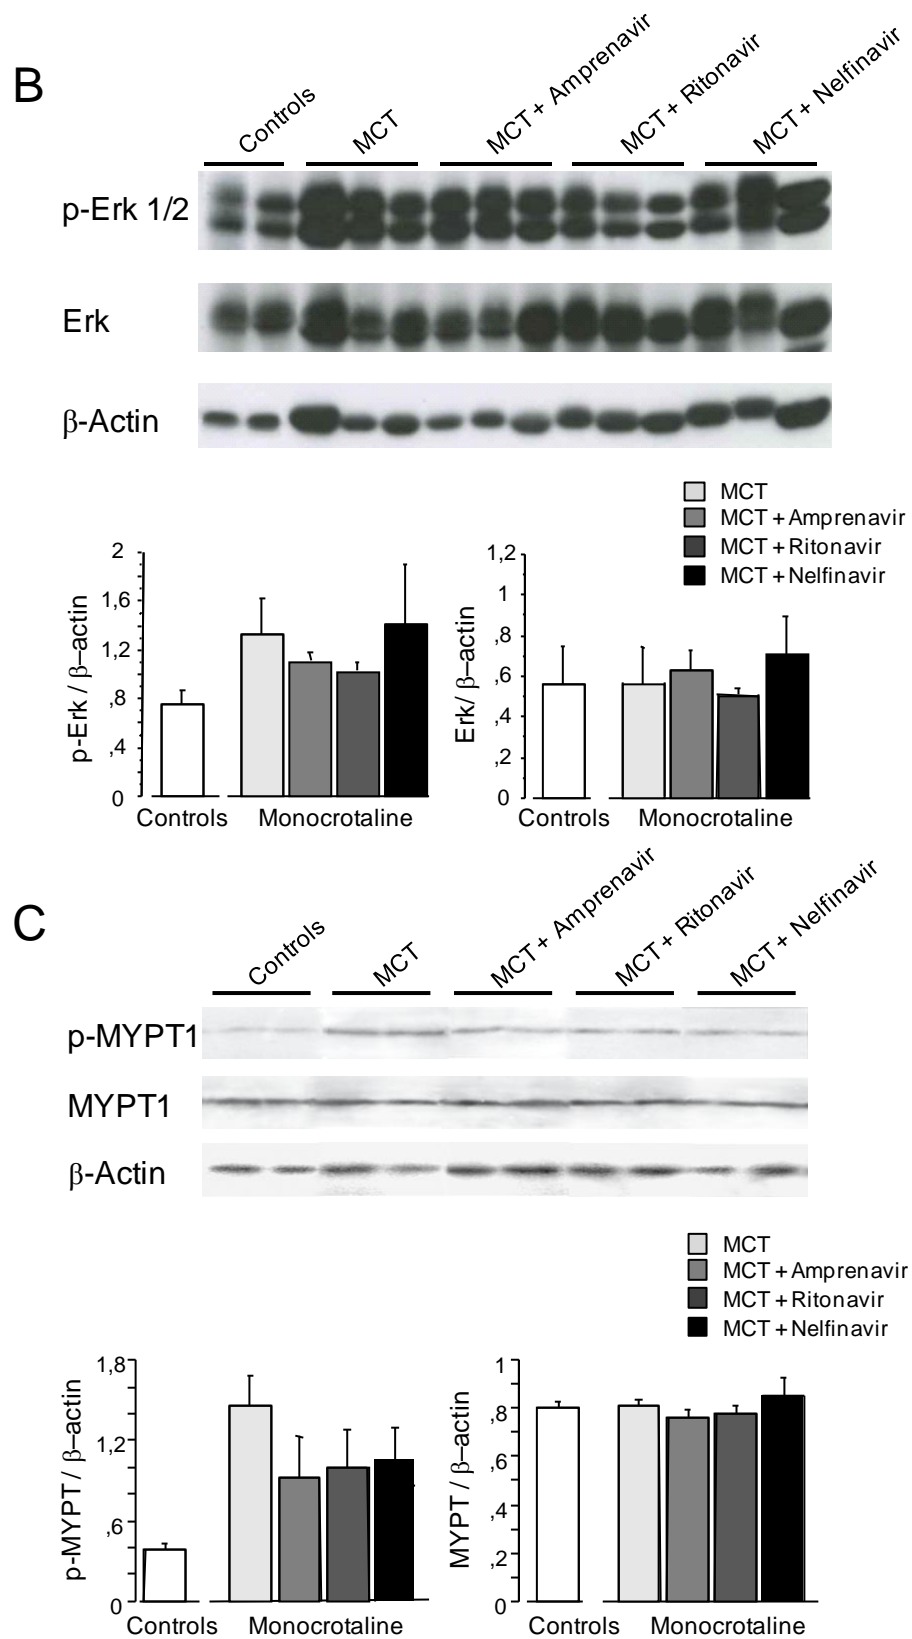 B
Controls
MCT
MCT + Amprenavir
MCT + Ritonavir
MCT + Nelfinavir
p-Erk 1/2
Erk
β-Actin
MCT
MCT + Amprenavir
MCT + Ritonavir
MCT + Nelfinavir
p-Erk / β–actin
2
1,6
1,2
,8
,4
0
Controls
Monocrotaline
Erk/ β–actin
1,2
1
,8
,6
,4
,2
0
Controls
Monocrotaline
C
Controls
MCT
MCT + Amprenavir
MCT + Ritonavir
MCT + Nelfinavir
p-MYPT1
MYPT1
β-Actin
MCT
MCT + Amprenavir
MCT + Ritonavir
MCT + Nelfinavir
p-MYPT / β–actin
1,8
1,2
,6
0
Controls
Monocrotaline
MYPT / β–actin
1
,8
,6
,4
,2
0
Controls
Monocrotaline